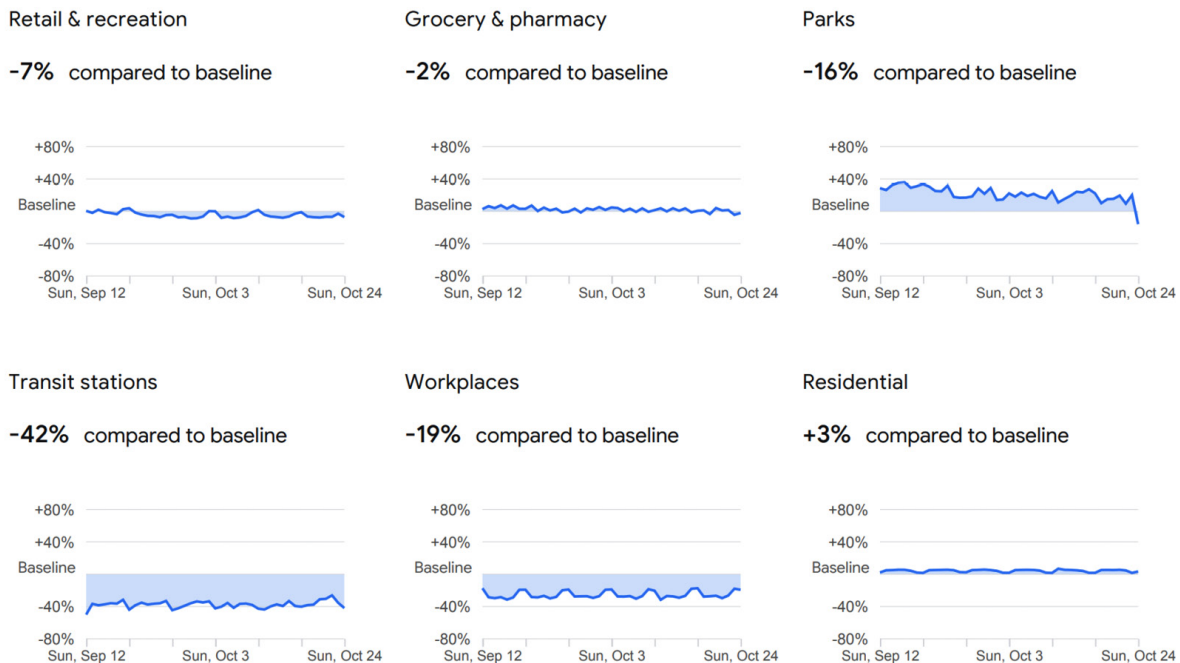 Retail & recreation
-7% compared to baseline
+80%
+40%
Baseline
-40%
-80%
Sun, Sep 12 Sun, Oct 3 Sun, Oct 24
Grocery & pharmacy
-2% compared to baseline
+80%
+40%
Baseline
-40%
-80%
Sun, Sep 12 Sun, Oct 3 Sun, Oct 24
Parks
-16% compared to baseline
+80%
+40%
Baseline
-40%
-80%
Sun, Sep 12 Sun, Oct 3 Sun, Oct 24
Transit stations
-42% compared to baseline
+80%
+40%
Baseline
-40%
-80%
Sun, Sep 12 Sun, Oct 3 Sun, Oct 24
Workplaces
-19% compared to baseline
+80%
+40%
Baseline
-40%
-80%
Sun, Sep 12 Sun, Oct 3 Sun, Oct 24
Residential
+3% compared to baseline
+80%
+40%
Baseline
-40%
-80%
Sun, Sep 12 Sun, Oct 3 Sun, Oct 24